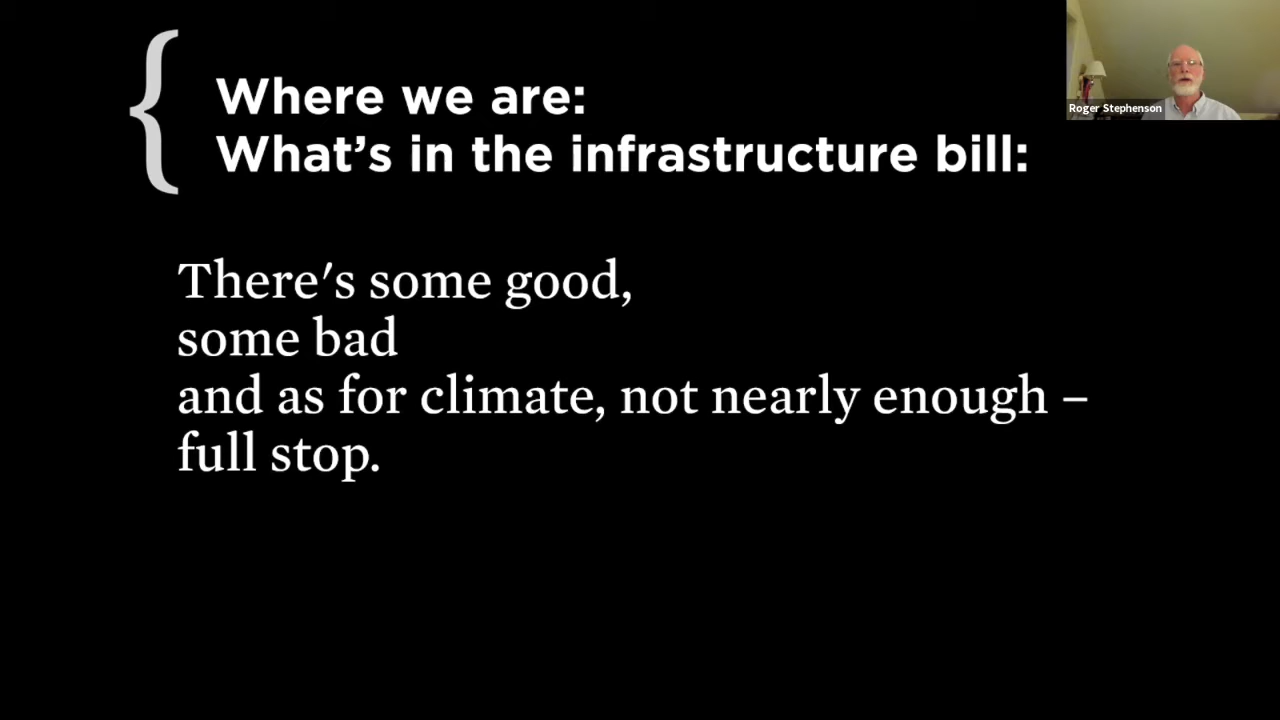 { Where we are:
What’s in the infrastructure bill:
There's some good,
some bad
and as for climate, not nearly enough –
full stop.
Roger Stephenson